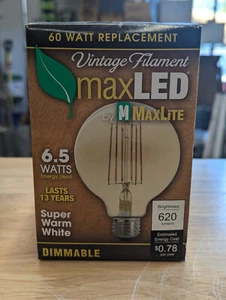 60 WATT REPLACEMENT
Vintage Filament
maxLED
by M MAXLITE
6.5
WATTS
Energy Used
LASTS
13 YEARS
Super
Warm
White
Brightness
620
lumens
Estimated
Energy Cost
$0.78
per year
DIMMABLE